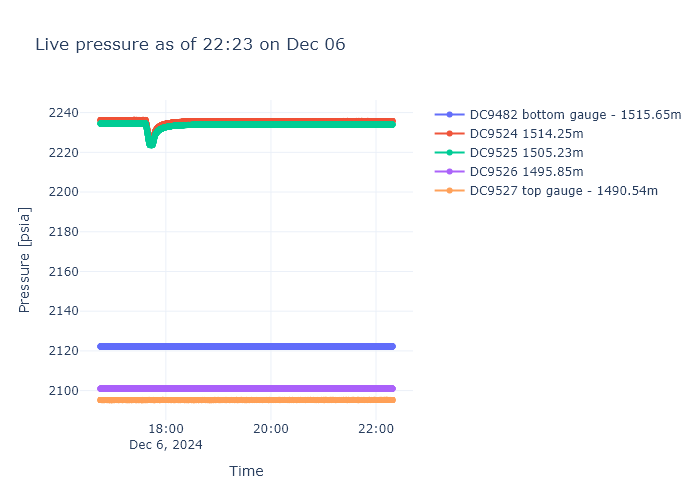 Live pressure as of 22:23 on Dec 06
DC9482 bottom gauge - 1515.65m
DC9524 1514.25m
DC9525 1505.23m
DC9526 1495.85m
DC9527 top gauge - 1490.54m
Pressure [psia]
2240
2220
2200
2180
2160
2140
2120
2100
18:00
20:00
22:00
Dec 6, 2024
Time